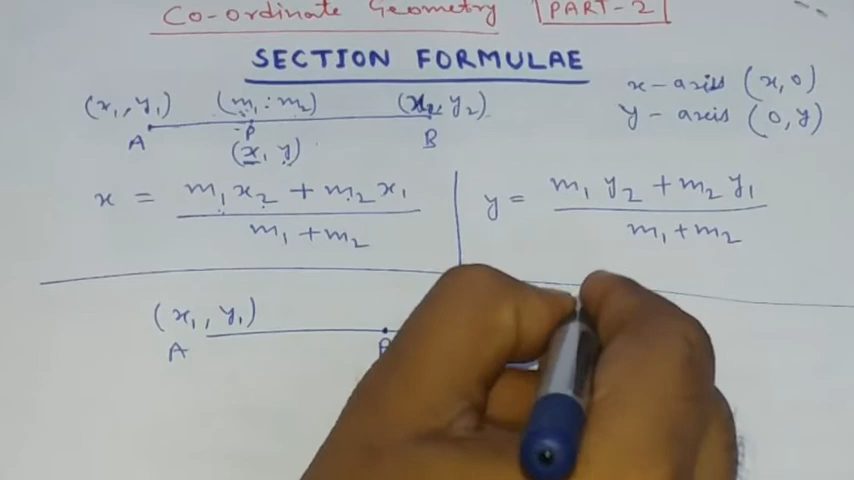 Co-ordinate Geometry PART-2
SECTION FORMULAE
(x₁, y₁) (m₁ : m₂) (x₂, y₂) x-axis (x, 0)
A P B y-axis (0, y)
(x, y)
x = m₁x₂ + m₂x₁ / m₁ + m₂ y = m₁y₂ + m₂y₁ / m₁ + m₂
(x₁, y₁)
A P